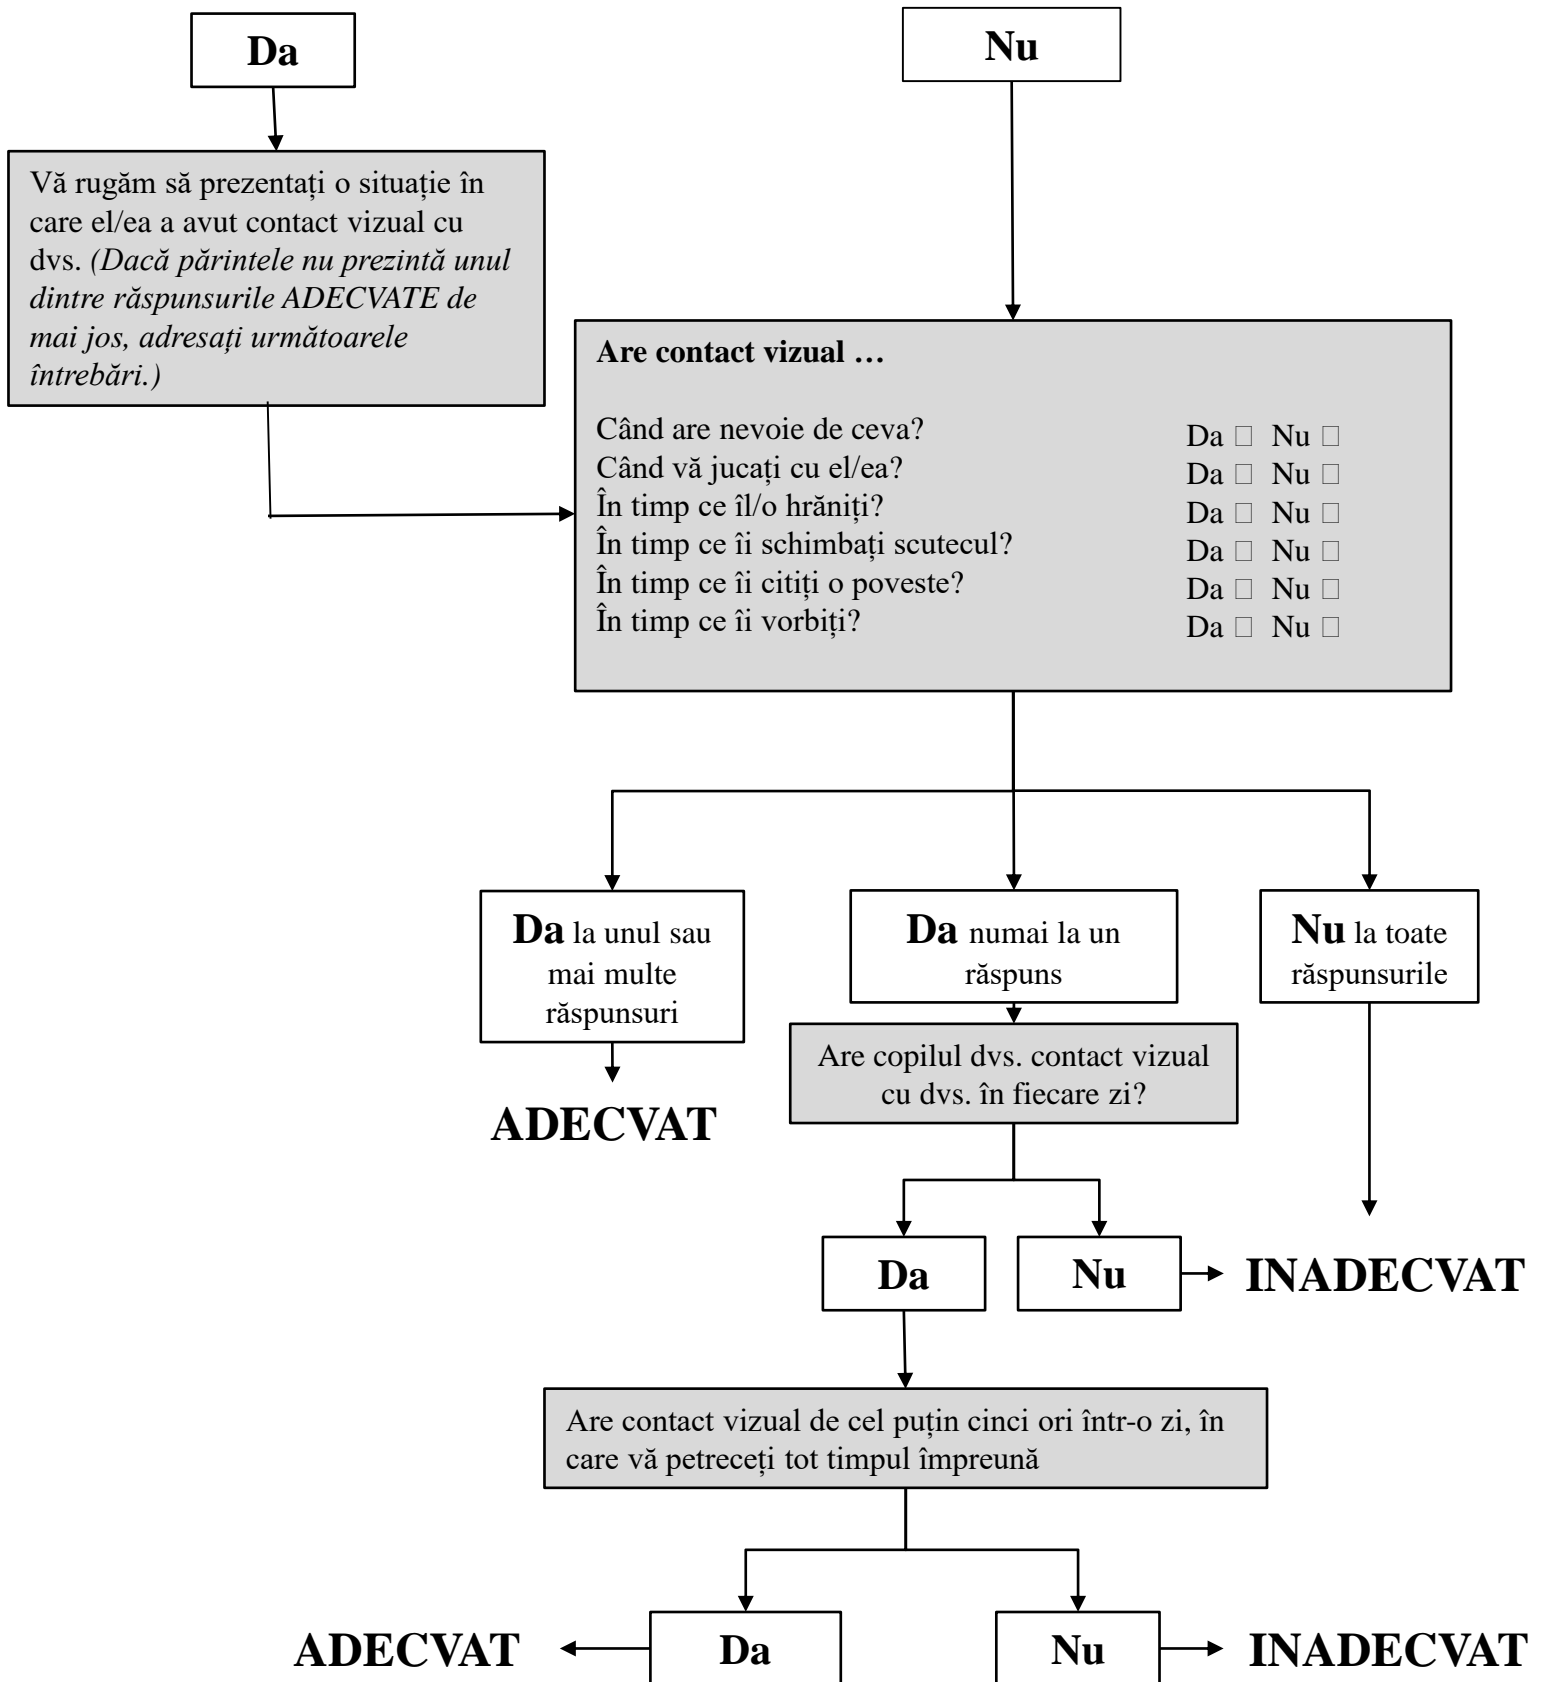 Da
Nu
Vă rugăm să prezentați o situație în
care el/ea a avut contact vizual cu
dvs. (Dacă părintele nu prezintă unul
dintre răspunsurile ADECVATE de
mai jos, adresați următoarele
întrebări.)
Are contact vizual …
Când are nevoie de ceva? Da □ Nu □
Când vă jucați cu el/ea? Da □ Nu □
În timp ce îl/o hrăniți? Da □ Nu □
În timp ce îi schimbați scutecul? Da □ Nu □
În timp ce îi citiți o poveste? Da □ Nu □
În timp ce îi vorbiți? Da □ Nu □
Da la unul sau
mai multe
răspunsuri
Da numai la un
răspuns
Nu la toate
răspunsurile
ADECVAT
Are copilul dvs. contact vizual
cu dvs. în fiecare zi?
Da
Nu
INADECVAT
Are contact vizual de cel puțin cinci ori într-o zi, în
care vă petreceți tot timpul împreună
ADECVAT
Da
Nu
INADECVAT